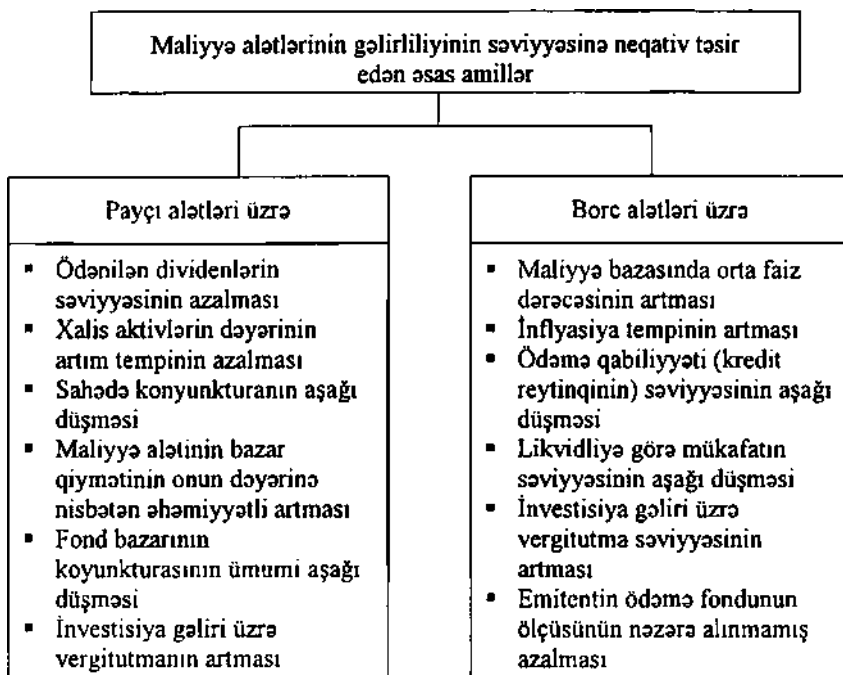 Maliyyə alətlərinin gəlirliliyinin səviyyəsinə neqativ təsir
edən əsas amillər
Payçı alətləri üzrə
▪ Ödənilən dividenlərin
səviyyəsinin azalması
▪ Xalis aktivlərin dəyərinin
artım tempinin azalması
▪ Sahədə konyunkturanın aşağı
düşməsi
▪ Maliyyə alətinin bazar
qiymətinin onun dəyərinə
nisbətən əhəmiyyətli artması
▪ Fond bazarının
koyunkturasının ümumi aşağı
düşməsi
▪ İnvestisiya gəliri üzrə
vergitutmanın artması
Borc alətləri üzrə
▪ Maliyyə bazasında orta faiz
dərəcəsinin artması
▪ İnflyasiya tempinin artması
▪ Ödəmə qabiliyyəti (kredit
reytinqinin) səviyyəsinin aşağı
düşməsi
▪ Likvidliyə görə mükafatın
səviyyəsinin aşağı düşməsi
▪ İnvestisiya gəliri üzrə
vergitutma səviyyəsinin
artması
▪ Emitentin ödəmə fondunun
ölçüsünün nəzərə alınmamış
azalması